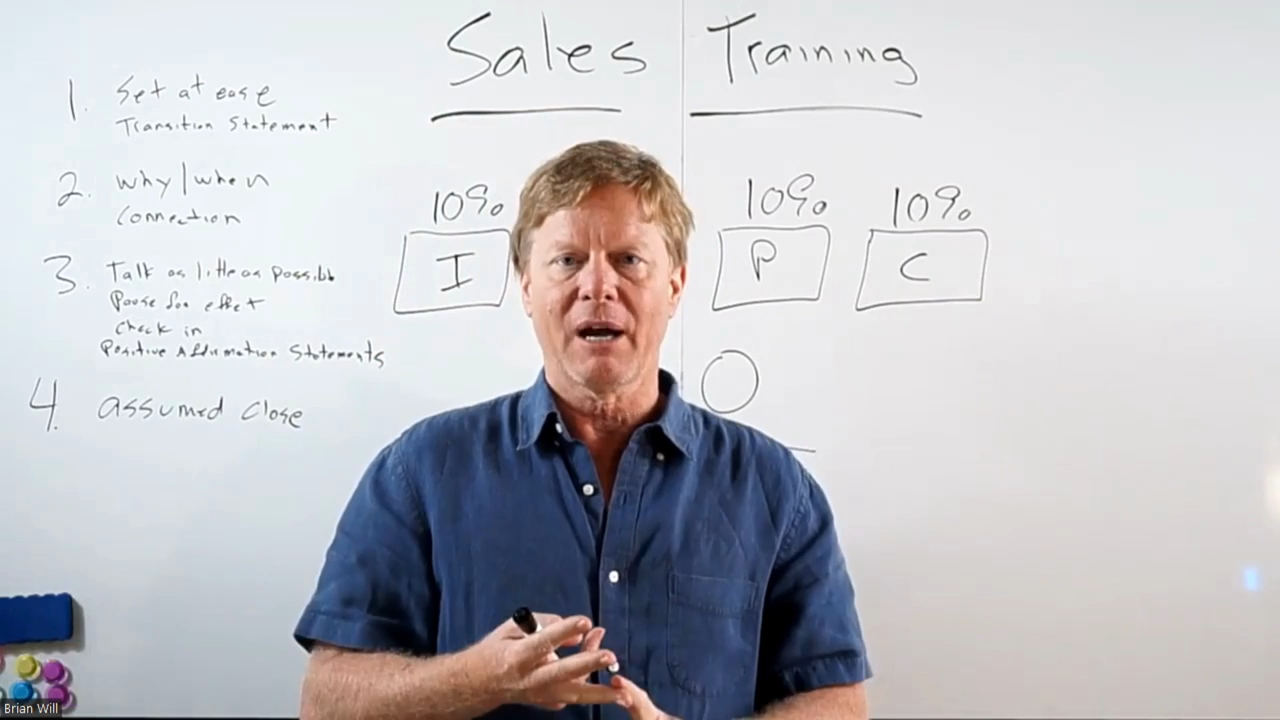 Sales Training
1. Set at ease
Transition Statement
2. Why/when
Connection
3. Talk as little as possible
Pause for effect
Check in
Positive Affirmation Statements
4. assumed close
10% 10% 10%
I P C
Brian Will